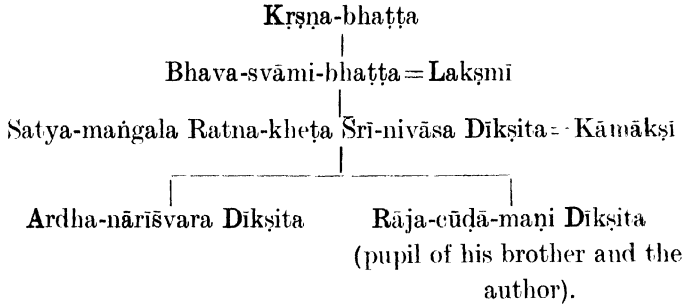 Kṛṣṇa-bhaṭṭa
Bhava-svāmi-bhaṭṭa = Lakṣmī
Satya-maṅgala Ratna-kheṭa Śrī-nivāsa Dīkṣita = Kāmākṣī
Ardha-nārīśvara Dīkṣita Rāja-cūḍā-maṇi Dīkṣita
(pupil of his brother and the
author).